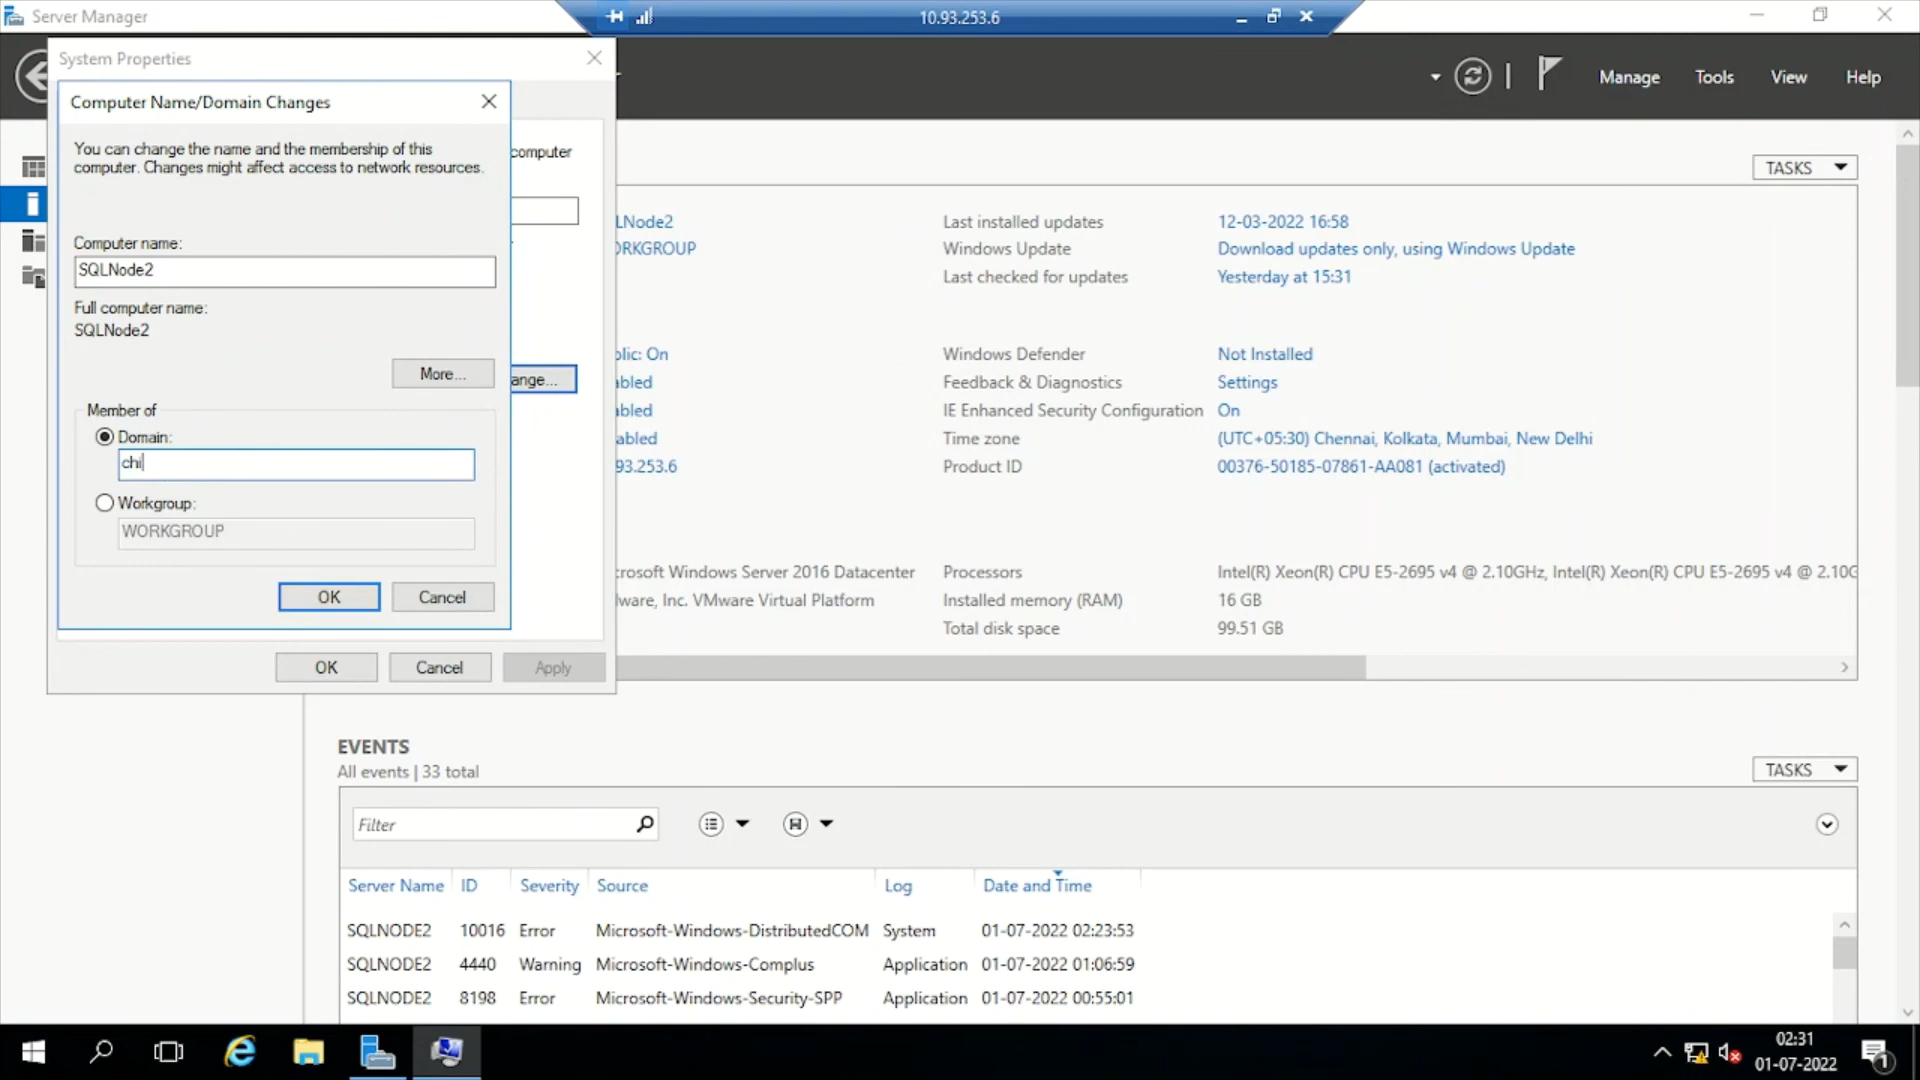 Server Manager
10.93.253.6
Manage
Tools
View
Help
System Properties
Computer Name/Domain Changes
You can change the name and the membership of this
computer. Changes might affect access to network resources.
computer
Computer name:
SQLNode2
Full computer name:
SQLNode2
More...
ange...
Member of
Domain:
chi
Workgroup:
WORKGROUP
OK
Cancel
OK
Cancel
Apply
TASKS
LNode2
Last installed updates
12-03-2022 16:58
ORKGROUP
Windows Update
Download updates only, using Windows Update
Last checked for updates
Yesterday at 15:31
blic: On
Windows Defender
Not Installed
abled
Feedback & Diagnostics
Settings
abled
IE Enhanced Security Configuration
On
abled
Time zone
(UTC+05:30) Chennai, Kolkata, Mumbai, New Delhi
93.253.6
Product ID
00376-50185-07861-AA081 (activated)
crosoft Windows Server 2016 Datacenter
Processors
Intel(R) Xeon(R) CPU E5-2695 v4 @ 2.10GHz, Intel(R) Xeon(R) CPU E5-2695 v4 @ 2.10G
ware, Inc. VMware Virtual Platform
Installed memory (RAM)
16 GB
Total disk space
99.51 GB
EVENTS
All events | 33 total
TASKS
Filter
Server Name ID Severity Source Log Date and Time
SQLNODE2 10016 Error Microsoft-Windows-DistributedCOM System 01-07-2022 02:23:53
SQLNODE2 4440 Warning Microsoft-Windows-Complus Application 01-07-2022 01:06:59
SQLNODE2 8198 Error Microsoft-Windows-Security-SPP Application 01-07-2022 00:55:01
02:31
01-07-2022
1